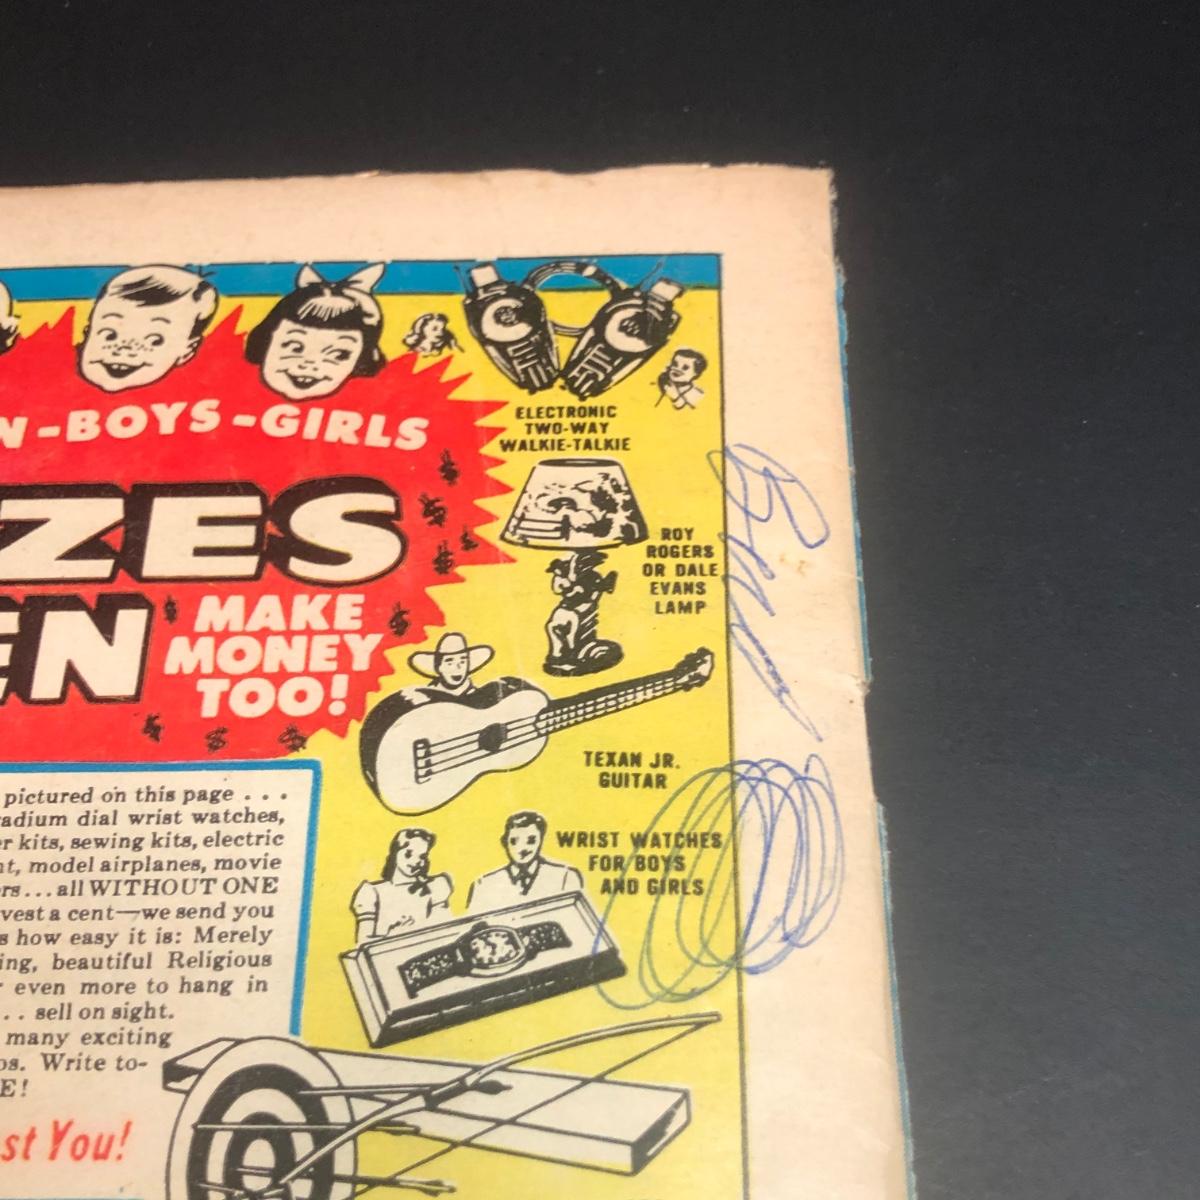 N-BOYS-GIRLS
ZES
EN
MAKE
MONEY
TOO!
ELECTRONIC
TWO-WAY
WALKIE-TALKIE
ROY
ROGERS
OR DALE
EVANS
LAMP
TEXAN JR.
GUITAR
WRIST WATCHES
FOR BOYS
AND GIRLS
pictured on this page . . .
adium dial wrist watches,
r kits, sewing kits, electric
nt, model airplanes, movie
rs...all WITHOUT ONE
vest a cent—we send you
s how easy it is: Merely
ing, beautiful Religious
r even more to hang in
. . sell on sight.
many exciting
os. Write to-
E!
st You!